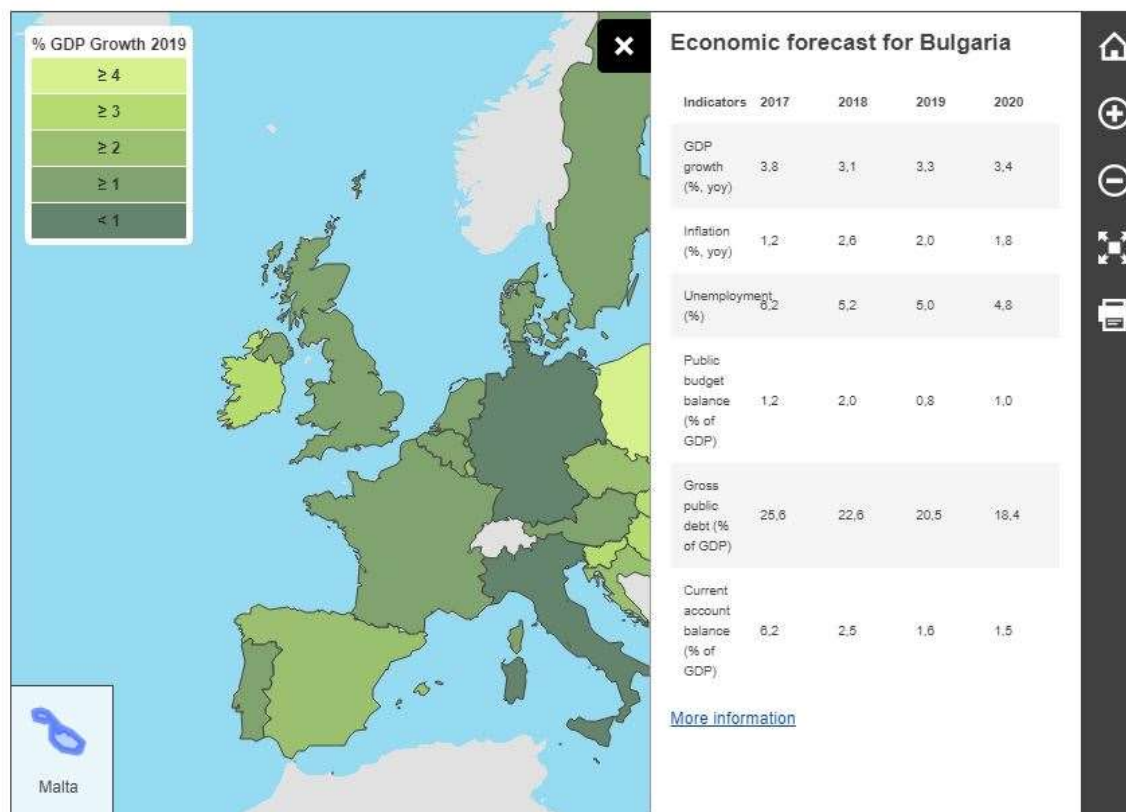 % GDP Growth 2019
≥ 4
≥ 3
≥ 2
≥ 1
< 1
Malta
Economic forecast for Bulgaria
Indicators 2017 2018 2019 2020
GDP
growth
(%, yoy)
3,8 3,1 3,3 3,4
Inflation
(%, yoy)
1,2 2,6 2,0 1,8
Unemployment
(%)
6,2 5,2 5,0 4,8
Public
budget
balance
(% of
GDP)
1,2 2,0 0,8 1,0
Gross
public
debt (%
of GDP)
25,6 22,6 20,5 18,4
Current
account
balance
(% of
GDP)
6,2 2,5 1,6 1,5
More information